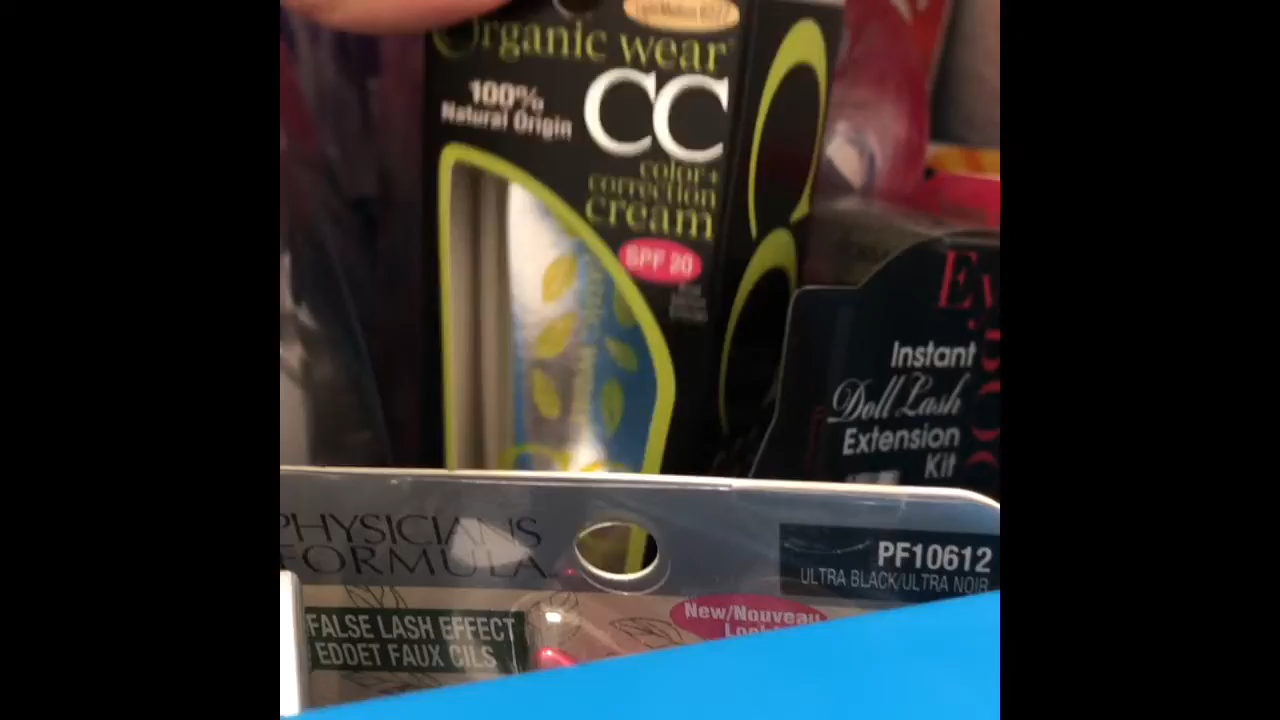 Organic wear
100%
Natural Origin
CC
color+
correction
cream
SPF 20
Instant
Doll Lash
Extension
Kit
PHYSICIANS
FORMULA
PF10612
ULTRA BLACK/ULTRA NOIR
FALSE LASH EFFECT
EDDET FAUX CILS
New/Nouveau